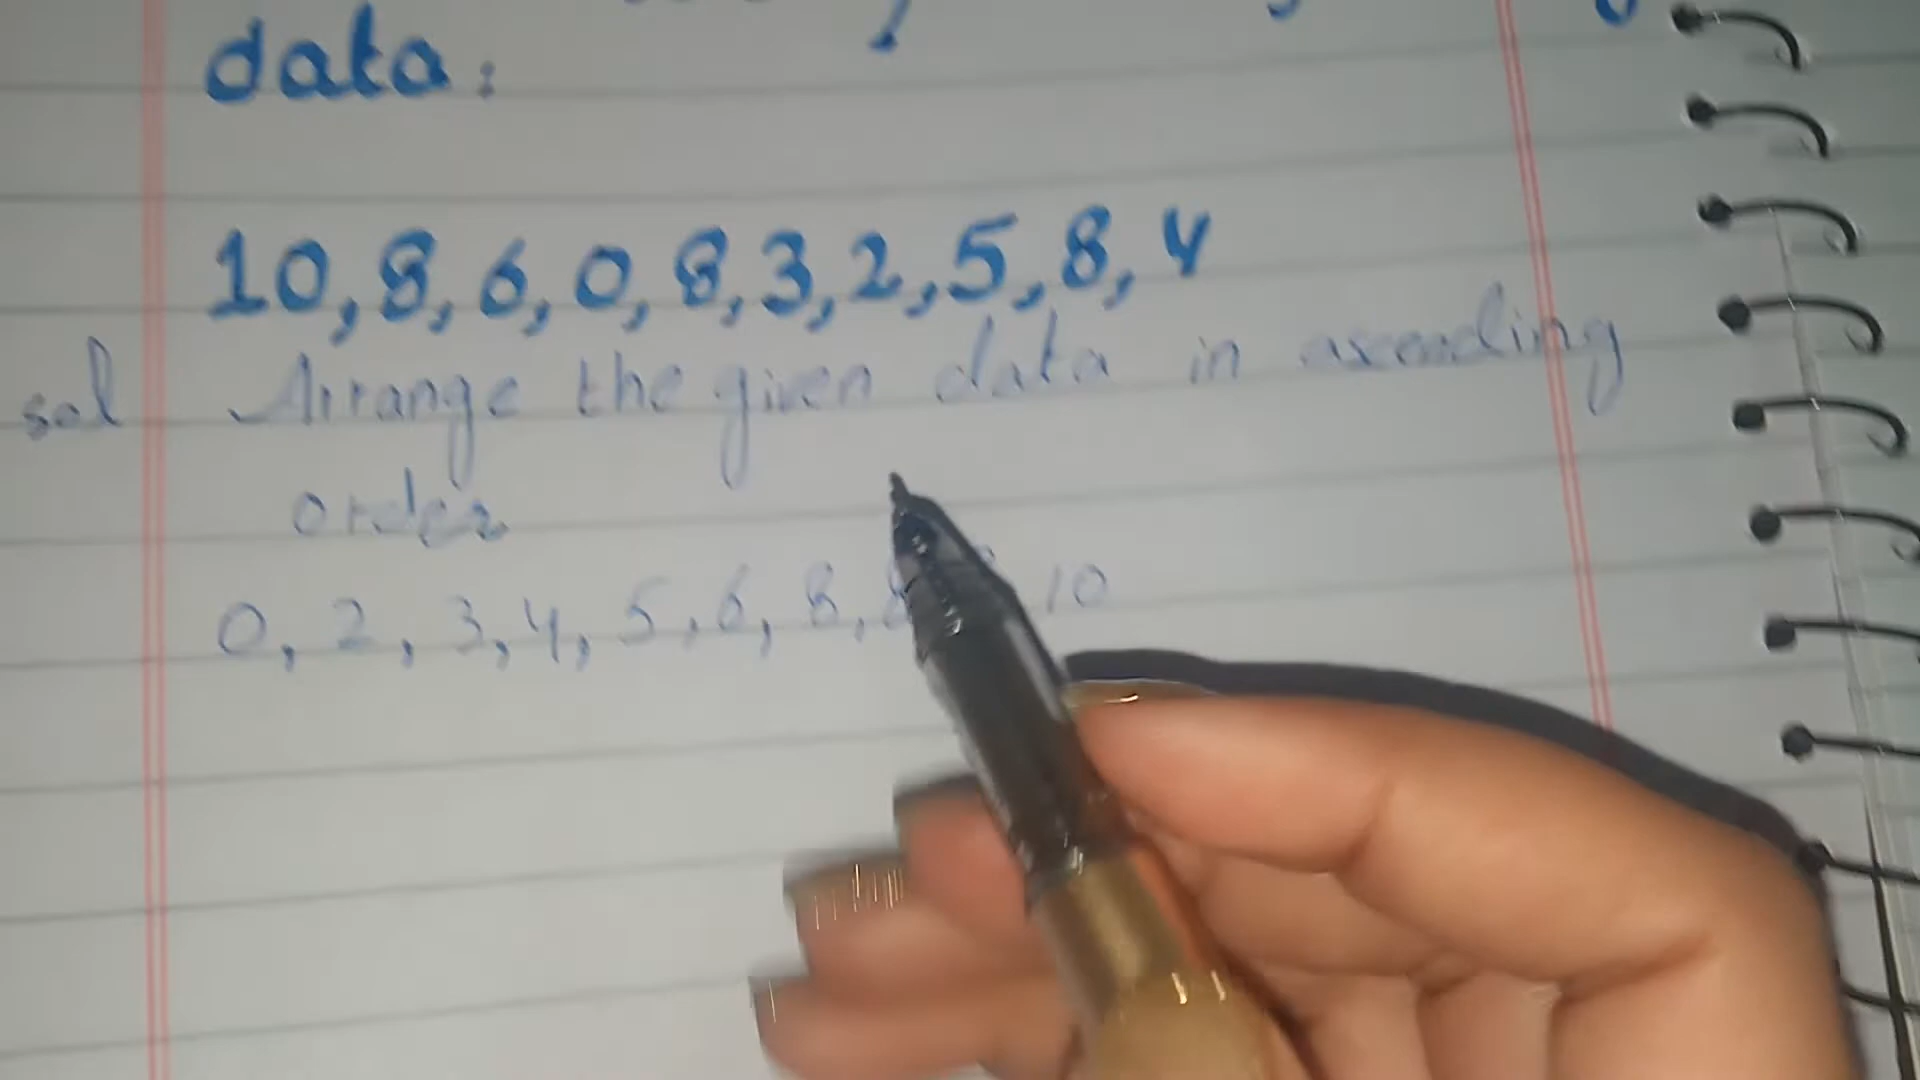 data:
10, 8, 6, 0, 8, 3, 2, 5, 8, 4
sol Arrange the given data in ascending
order
0, 2, 3, 4, 5, 6, 8, 8 10